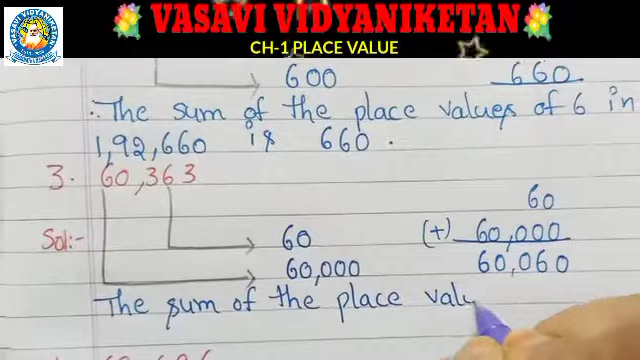 VASAVI VIDYANIKETAN
CH-1 PLACE VALUE
600 660
∴ The sum of the place values of 6 in
1,92,660 is 660.
3. 60,363
60
Sol:- 60 (+) 60,000
60,000 60,060
The sum of the place valu